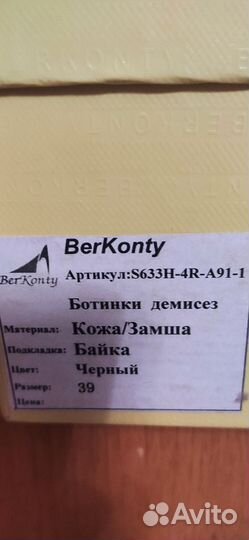 BERKONTY
BerKonty
BerKonty
Артикул:S633H-4R-A91-1
Ботинки демисез
Материал: Кожа/Замша
Подкладка: Байка
Цвет: Черный
Размер: 39
Цена:
Avito